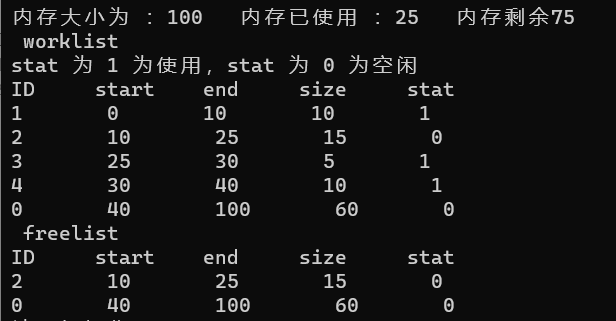 内存大小为 : 100 内存已使用 : 25 内存剩余75
worklist
stat 为 1 为使用, stat 为 0 为空闲
ID start end size stat
1 0 10 10 1
2 10 25 15 0
3 25 30 5 1
4 30 40 10 1
0 40 100 60 0
freelist
ID start end size stat
2 10 25 15 0
0 40 100 60 0